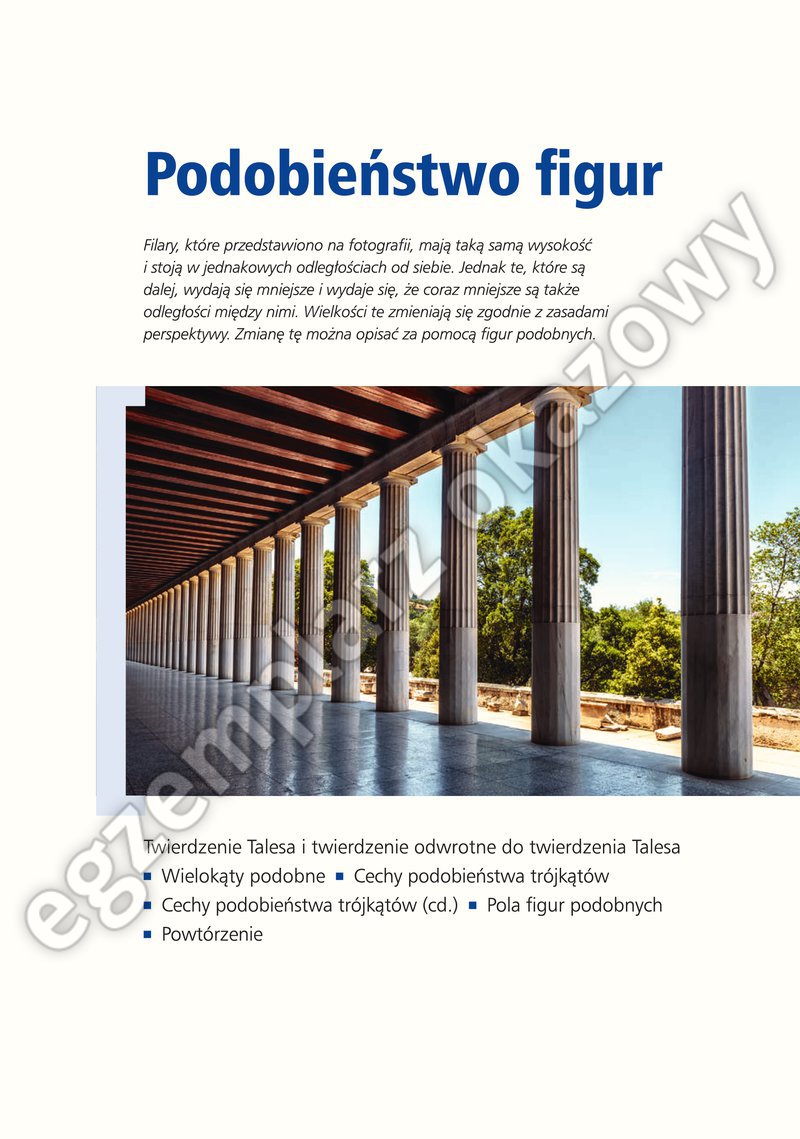 Podobieństwo figur
Filary, które przedstawiono na fotografii, mają taką samą wysokość
i stoją w jednakowych odległościach od siebie. Jednak te, które są
dalej, wydają się mniejsze i wydaje się, że coraz mniejsze są także
odległości między nimi. Wielkości te zmieniają się zgodnie z zasadami
perspektywy. Zmianę tę można opisać za pomocą figur podobnych.
egzemplarz okazowy
Twierdzenie Talesa i twierdzenie odwrotne do twierdzenia Talesa
■ Wielokąty podobne ■ Cechy podobieństwa trójkątów
■ Cechy podobieństwa trójkątów (cd.) ■ Pola figur podobnych
■ Powtórzenie